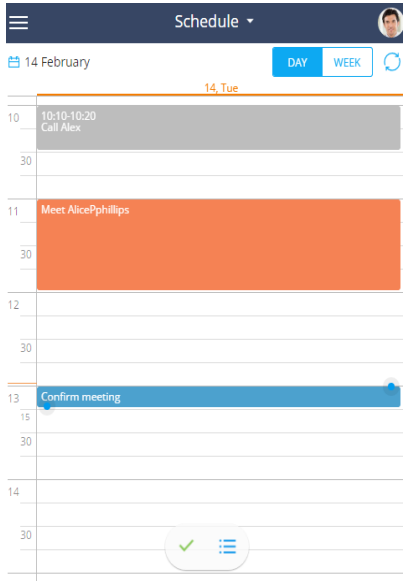 Schedule
14 February
DAY
WEEK
14, Tue
10
10:10-10:20
Call Alex
30
11
Meet AlicePphillips
30
12
30
13
Confirm meeting
15
30
14
30